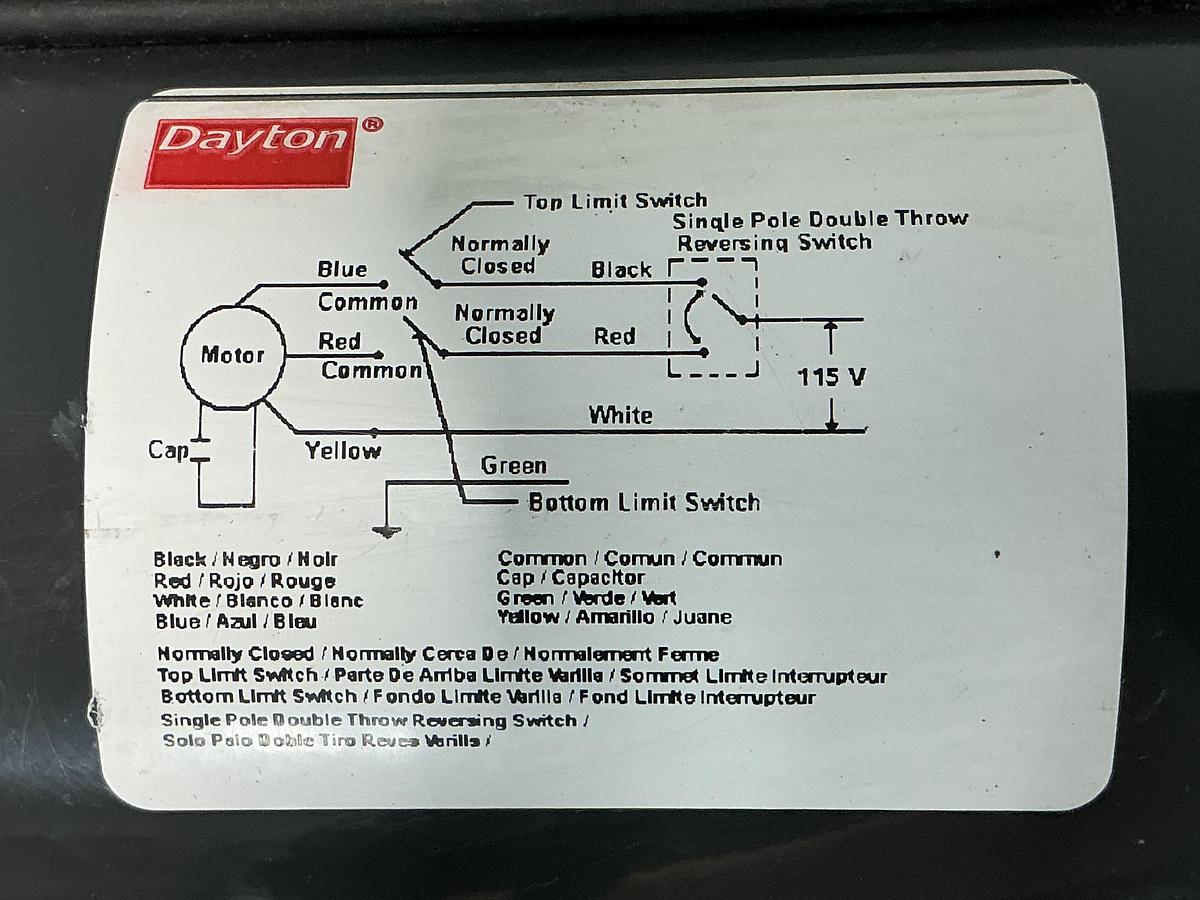 Dayton®
Top Limit Switch
Single Pole Double Throw
Reversing Switch
Normally
Closed
Blue
Black
Common
Normally
Closed
Red
Red
Motor
Common
115 V
White
Cap
Yellow
Green
Bottom Limit Switch
Black / Negro / Noir
Red / Rojo / Rouge
White / Blanco / Blanc
Blue / Azul / Bleu
Common / Comun / Commun
Cap / Capacitor
Green / Verde / Vert
Yellow / Amarillo / Juane
Normally Closed / Normally Cerca De / Normalement Ferme
Top Limit Switch / Parte De Arriba Limite Varilla / Sommet Limite Interrupteur
Bottom Limit Switch / Fondo Limite Varilla / Fond Limite Interrupteur
Single Pole Double Throw Reversing Switch /
Solo Palo Doble Tiro Reves Varilla /